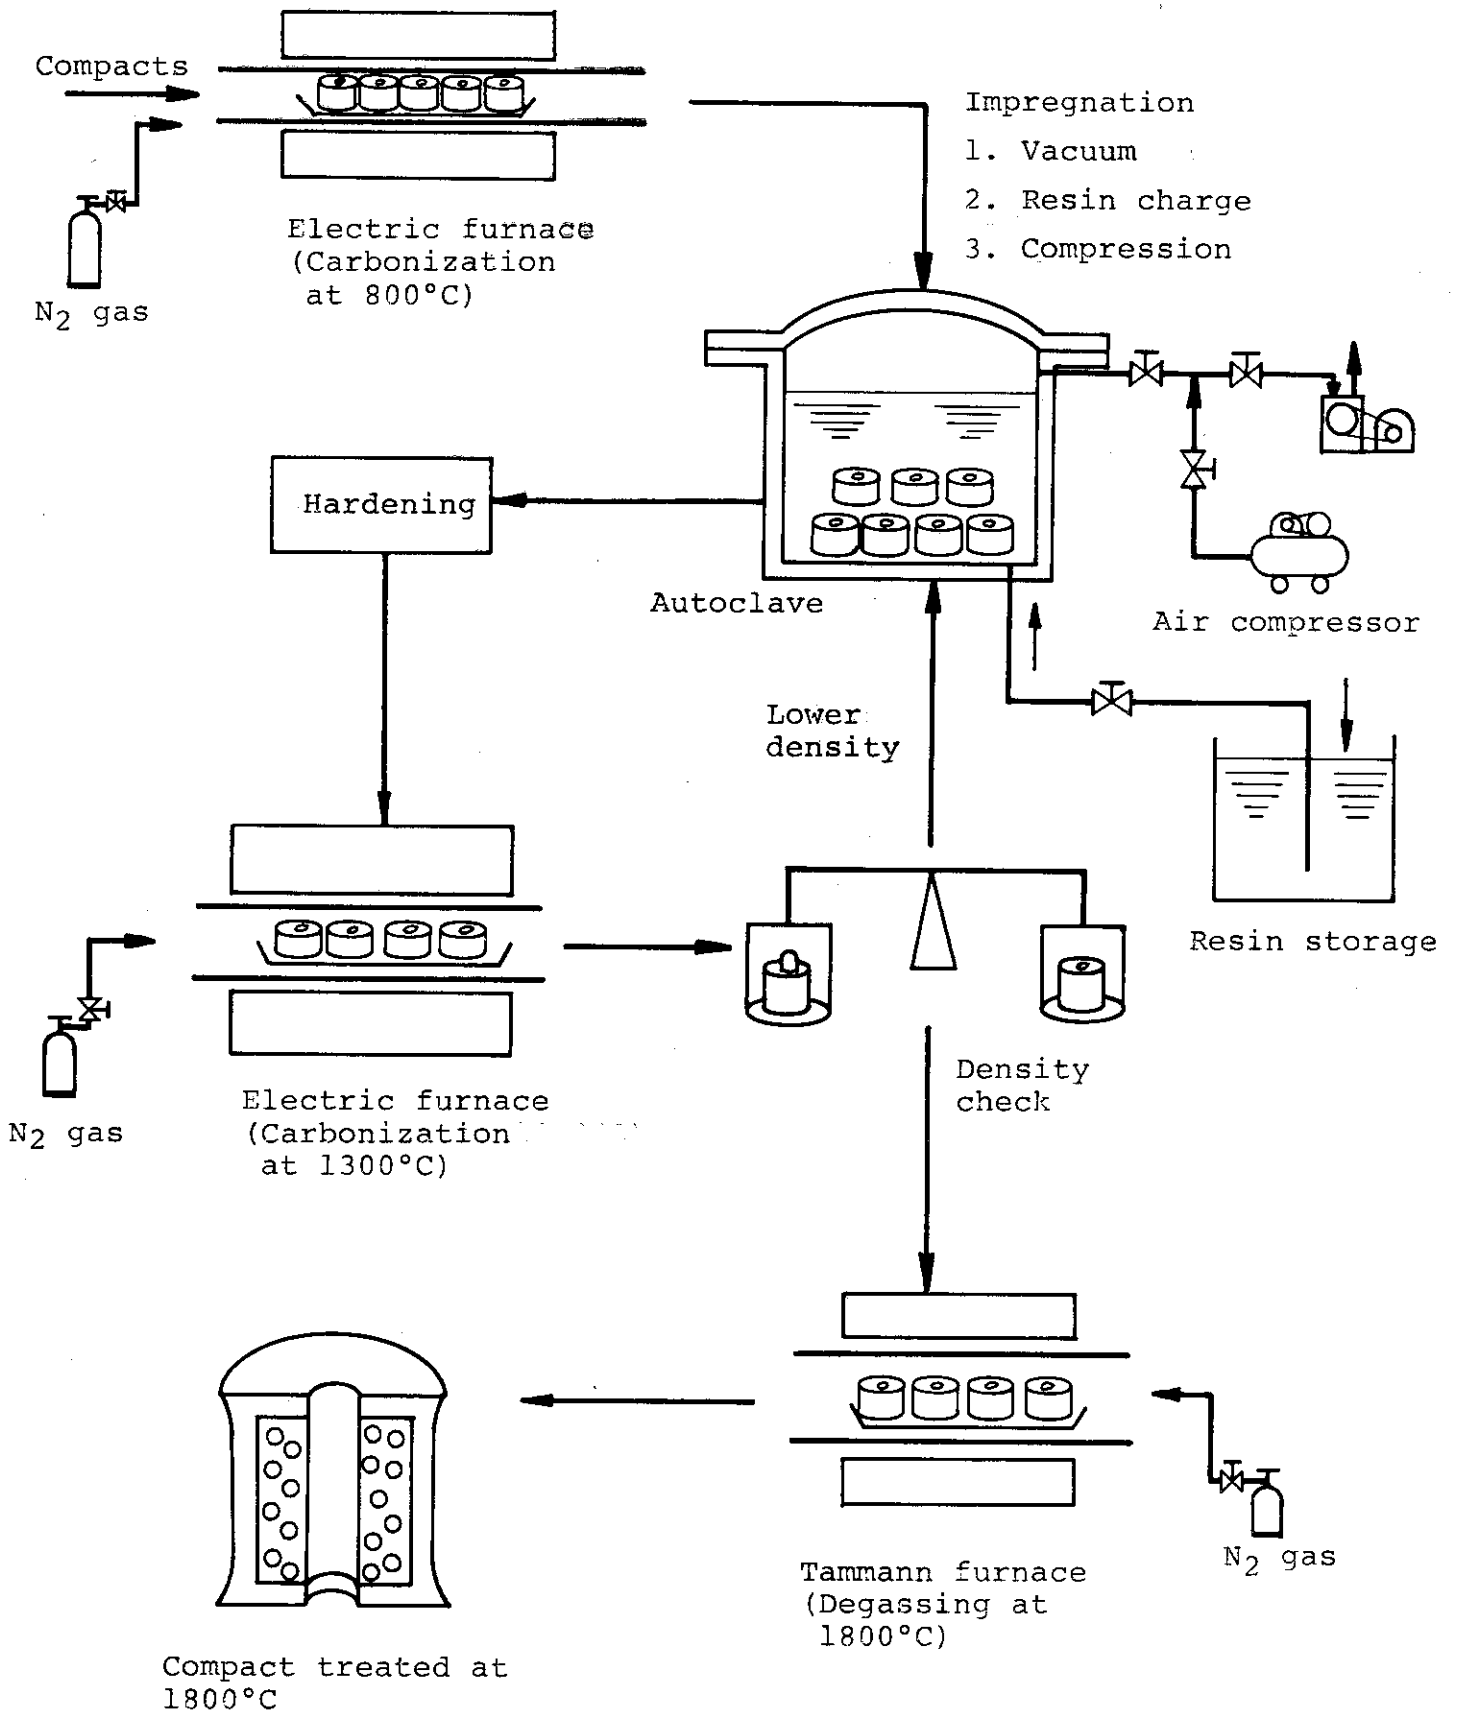 Compacts
N2 gas
Electric furnace
(Carbonization
at 800°C)
Impregnation
1. Vacuum
2. Resin charge
3. Compression
Hardening
Autoclave
Air compressor
Lower
density
Resin storage
N2 gas
Electric furnace
(Carbonization
at 1300°C)
Density
check
Tammann furnace
(Degassing at
1800°C)
N2 gas
Compact treated at
1800°C